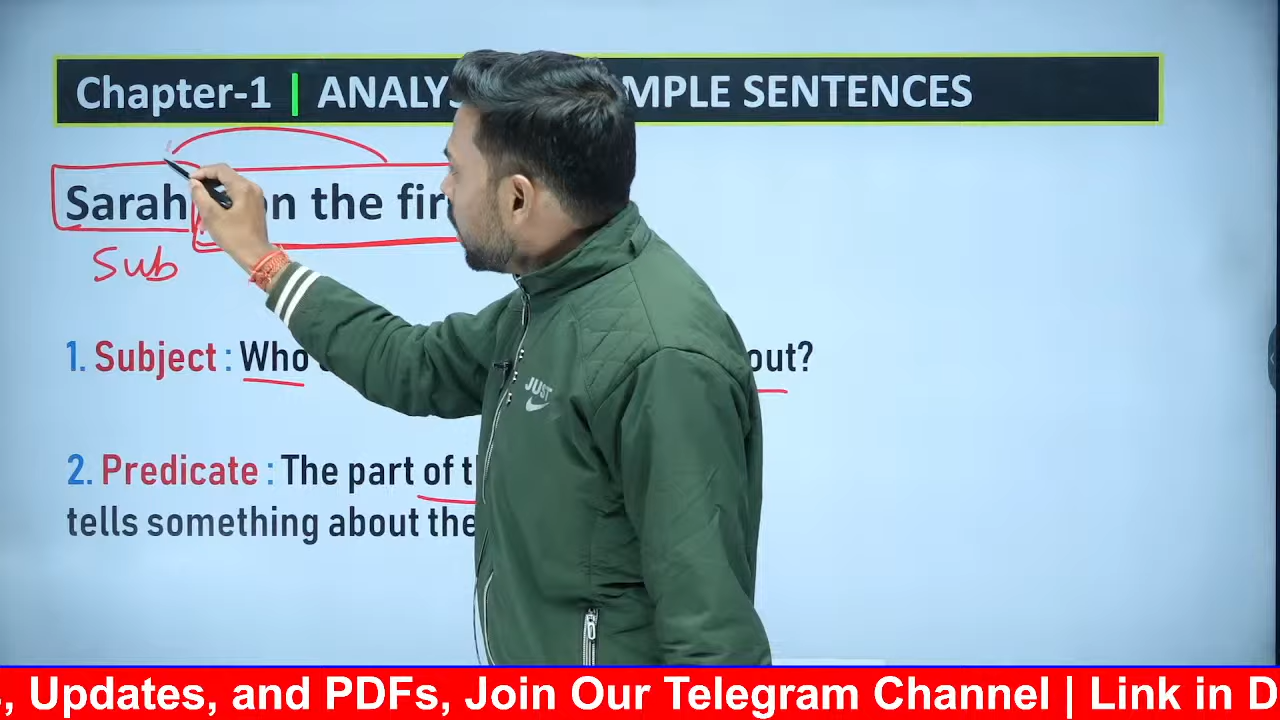 Chapter-1 | ANALYS MPLE SENTENCES
Sarah on the fir
Sub
1. Subject : Who out?
2. Predicate : The part of t
tells something about the
JUST
, Updates, and PDFs, Join Our Telegram Channel | Link in D